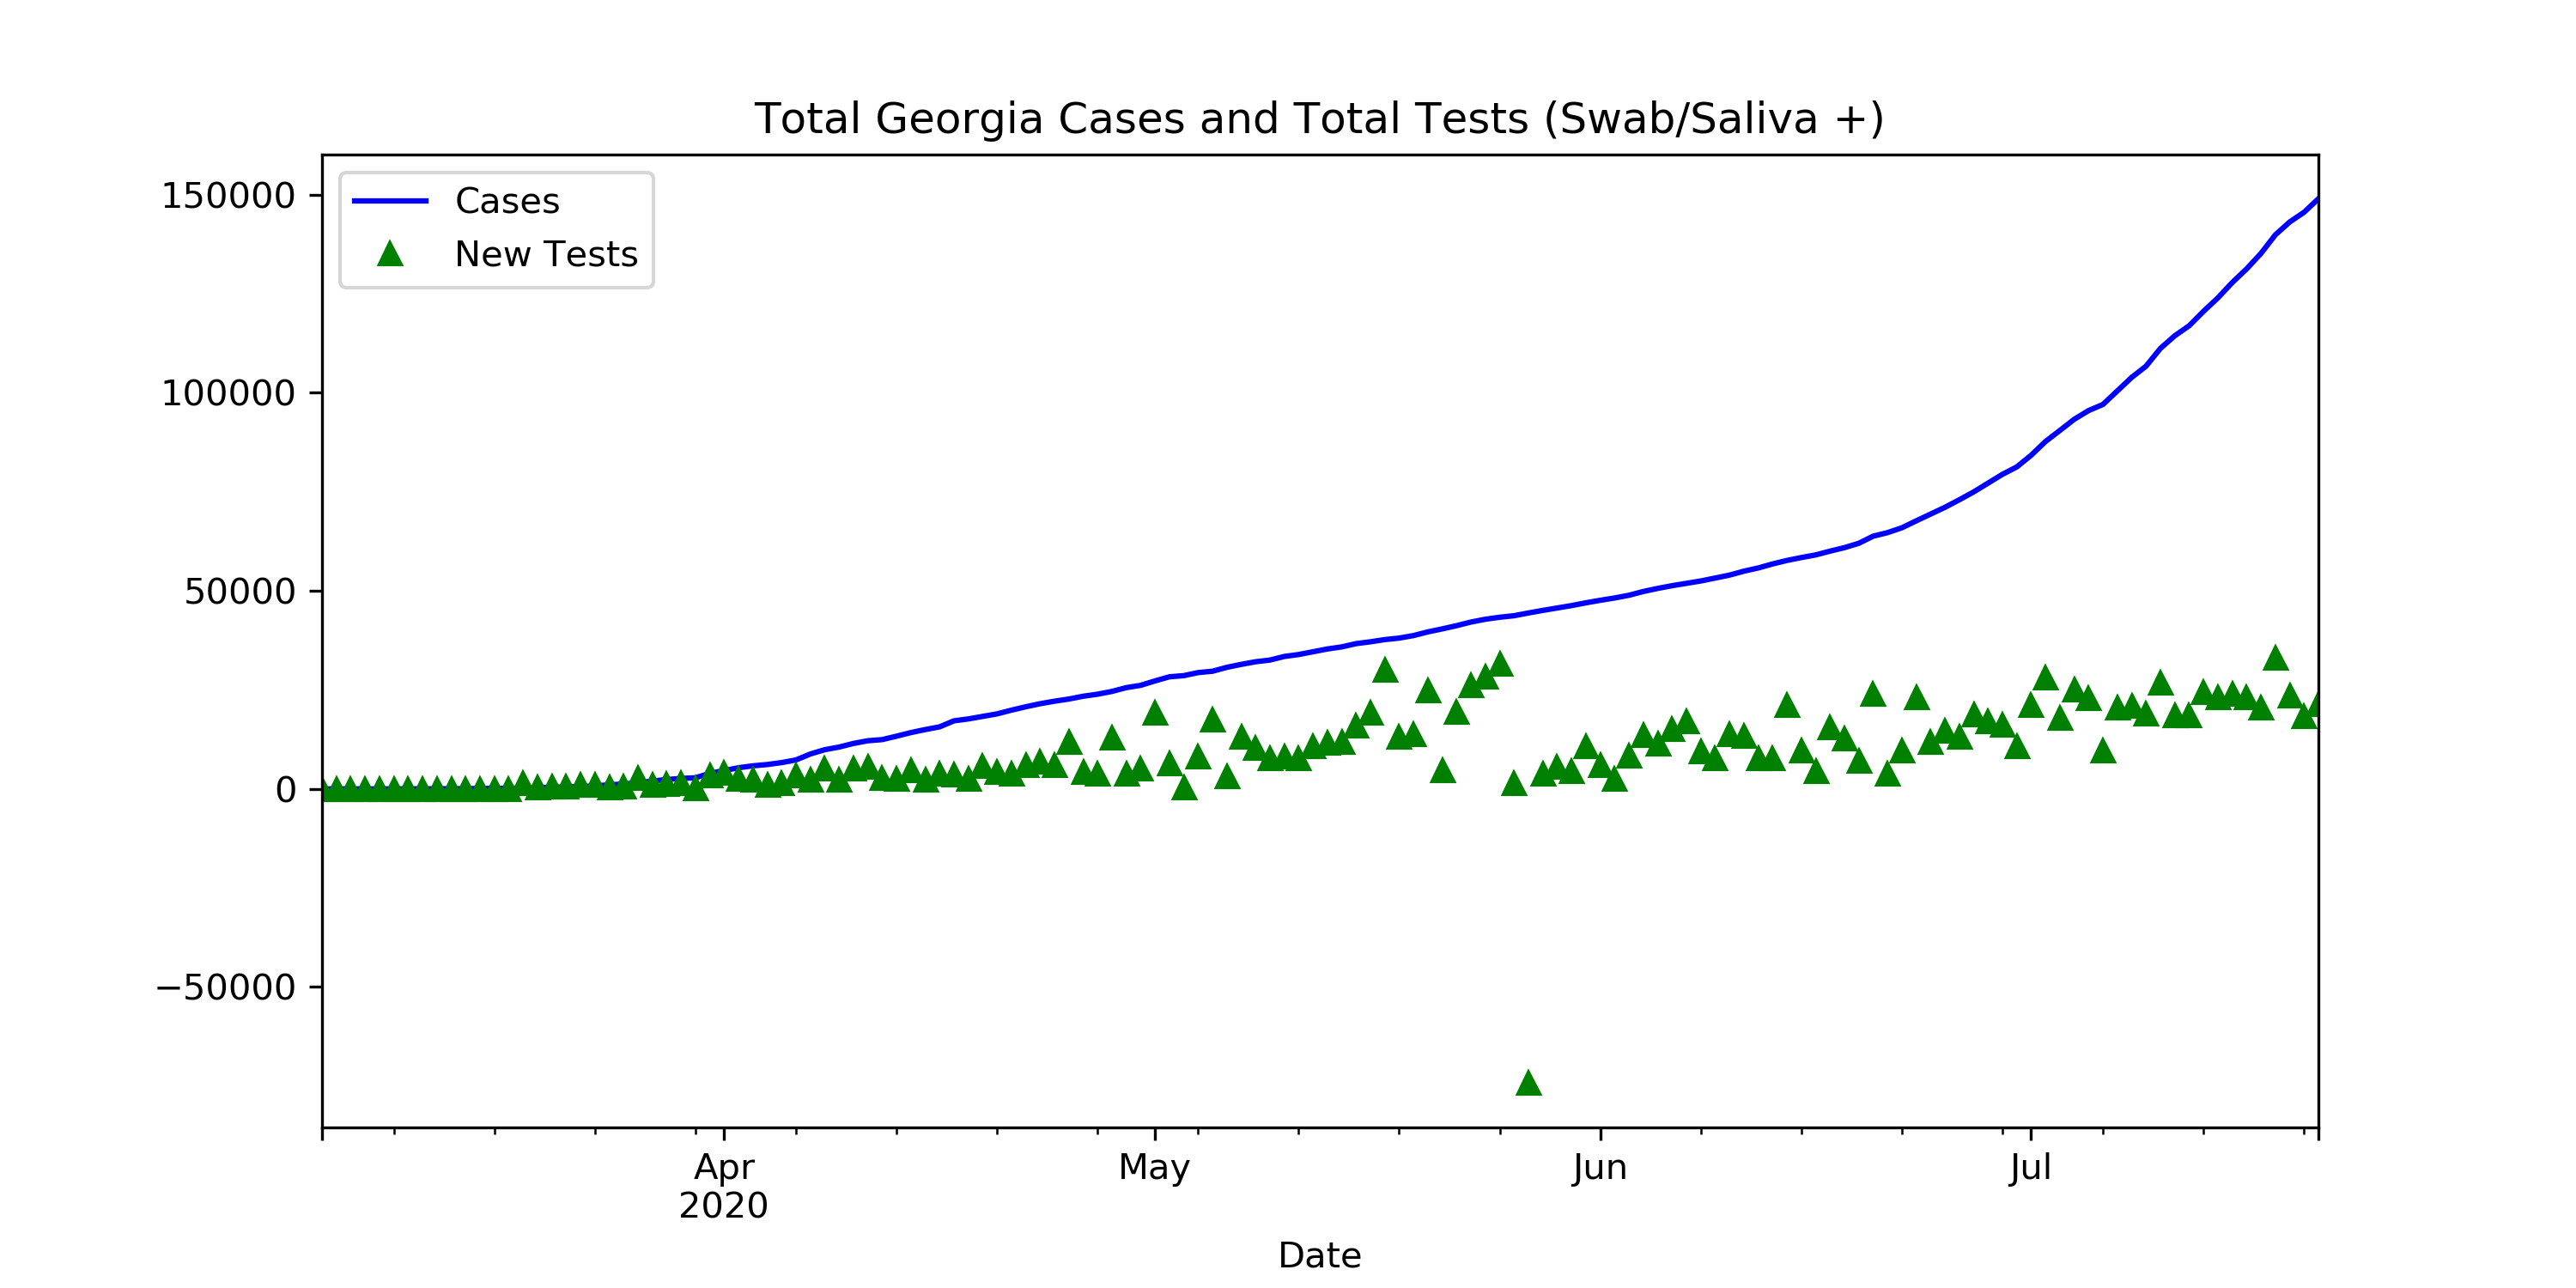 Total Georgia Cases and Total Tests (Swab/Saliva +)
Cases
New Tests
150000
100000
50000
0
−50000
Apr May Jun Jul
2020
Date